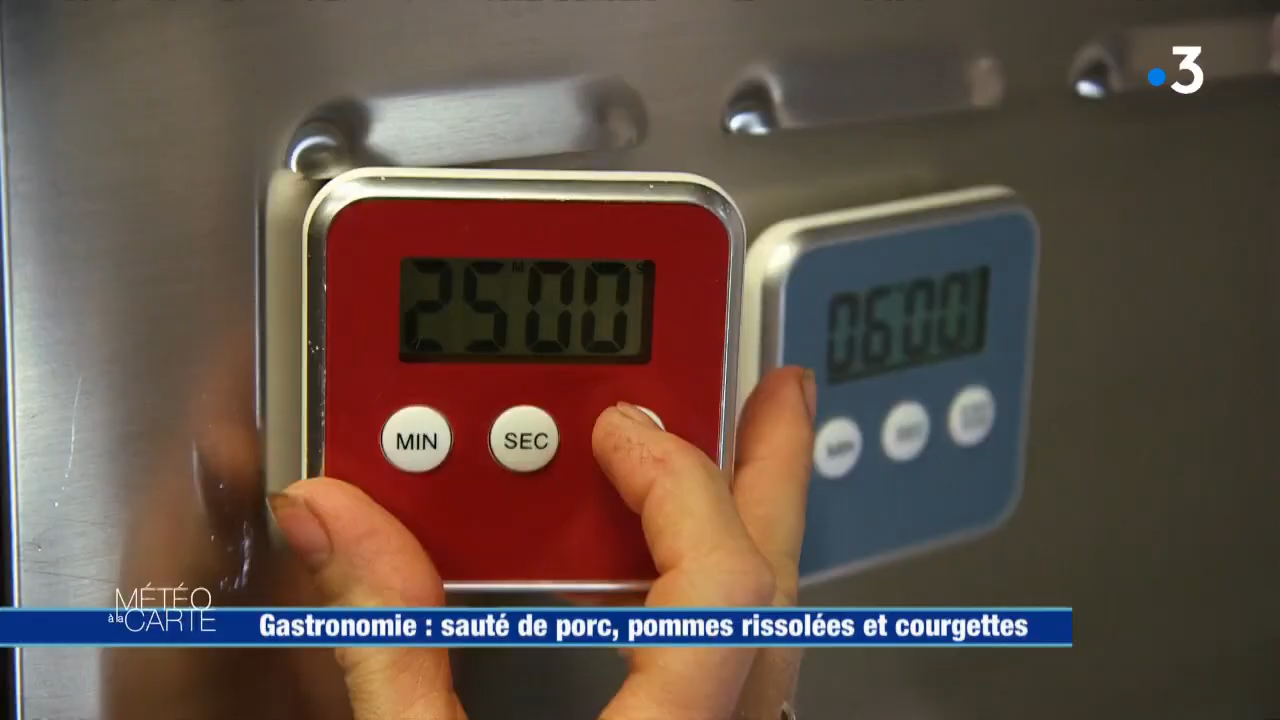 3
25 00
M
S
MIN
SEC
06 00
MÉTÉO
à la CARTE
Gastronomie : sauté de porc, pommes rissolées et courgettes